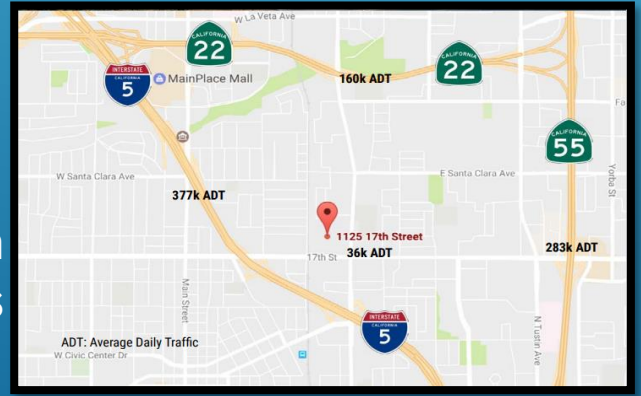 W La Veta Ave
CALIFORNIA
22
INTERSTATE
CALIFORNIA
5
MainPlace Mall
160k ADT
CALIFORNIA
22
CALIFORNIA
55
W Santa Clara Ave
E Santa Clara Ave
Yorba St
377k ADT
1125 17th Street
17th St
36k ADT
283k ADT
Main Street
INTERSTATE
CALIFORNIA
5
N Tustin Ave
ADT: Average Daily Traffic
W Civic Center Dr